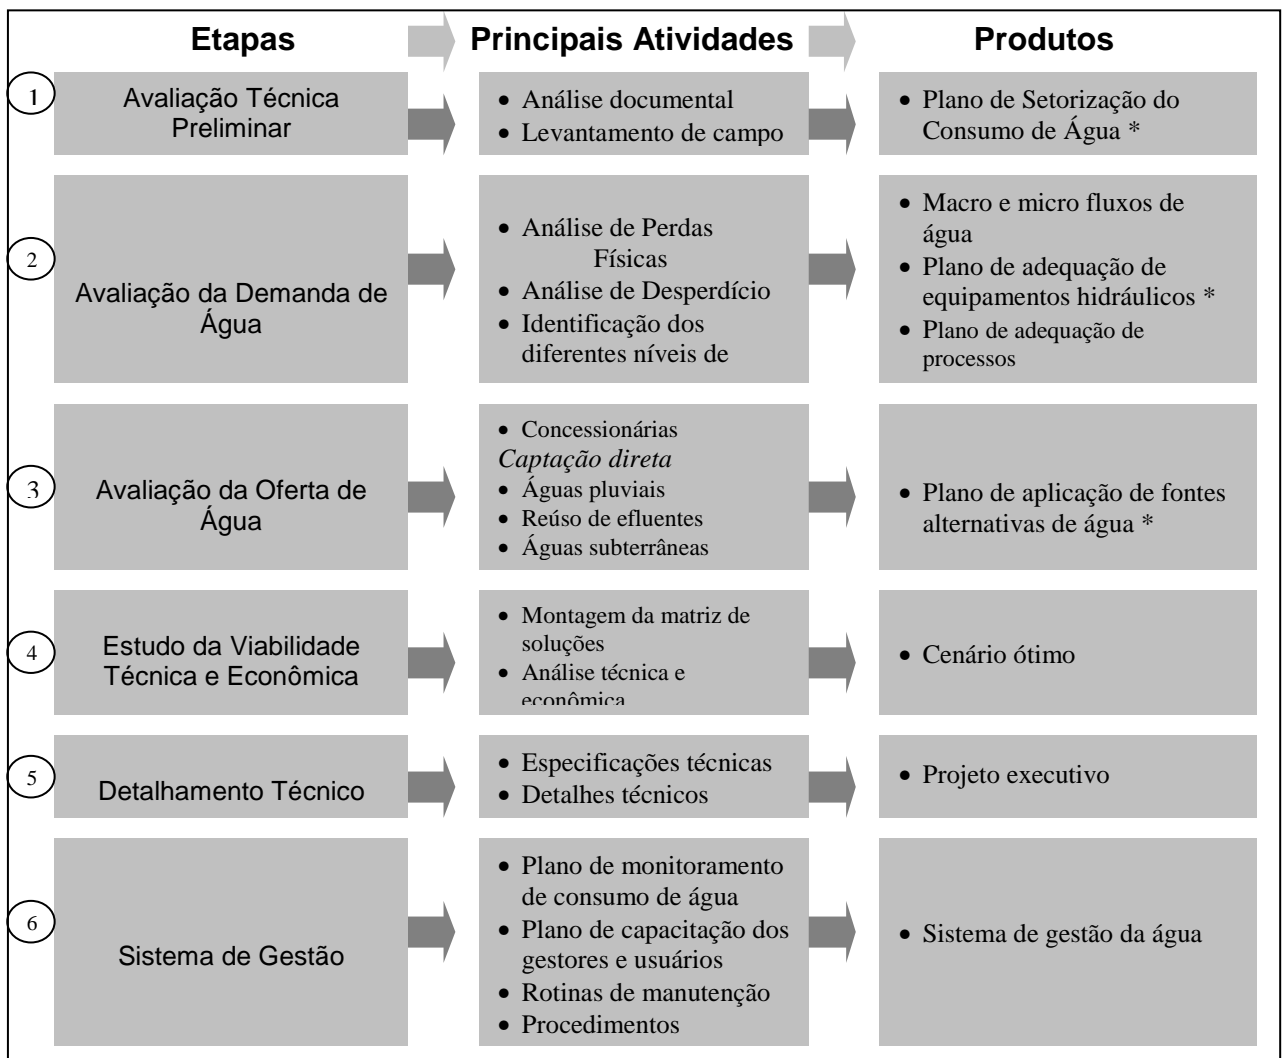 Etapas
Principais Atividades
Produtos
1
Avaliação Técnica
Preliminar
• Análise documental
• Levantamento de campo
• Plano de Setorização do
Consumo de Água *
2
Avaliação da Demanda de
Água
• Análise de Perdas
Físicas
• Análise de Desperdício
• Identificação dos
diferentes níveis de
• Macro e micro fluxos de
água
• Plano de adequação de
equipamentos hidráulicos *
• Plano de adequação de
processos
3
Avaliação da Oferta de
Água
• Concessionárias
Captação direta
• Águas pluviais
• Reúso de efluentes
• Águas subterrâneas
• Plano de aplicação de fontes
alternativas de água *
4
Estudo da Viabilidade
Técnica e Econômica
• Montagem da matriz de
soluções
• Análise técnica e
econômica
• Cenário ótimo
5
Detalhamento Técnico
• Especificações técnicas
• Detalhes técnicos
• Projeto executivo
6
Sistema de Gestão
• Plano de monitoramento
de consumo de água
• Plano de capacitação dos
gestores e usuários
• Rotinas de manutenção
• Procedimentos
• Sistema de gestão da água